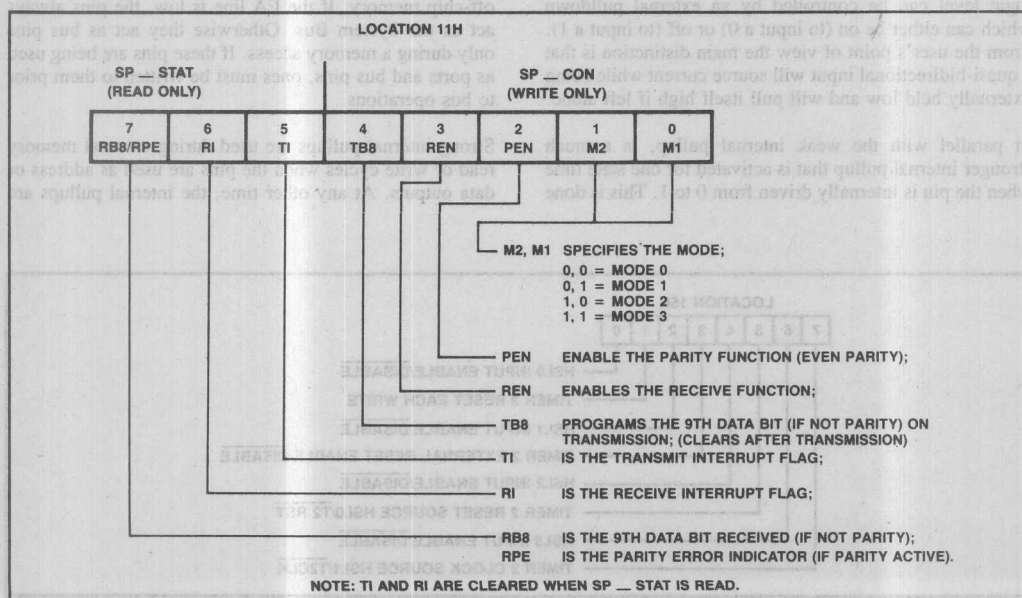 LOCATION 11H
SP _ STAT
(READ ONLY)
SP _ CON
(WRITE ONLY)
7 6 5 4 3 2 1 0
RB8/RPE RI TI TB8 REN PEN M2 M1
M2, M1 SPECIFIES THE MODE;
0, 0 = MODE 0
0, 1 = MODE 1
1, 0 = MODE 2
1, 1 = MODE 3
PEN ENABLE THE PARITY FUNCTION (EVEN PARITY);
REN ENABLES THE RECEIVE FUNCTION;
TB8 PROGRAMS THE 9TH DATA BIT (IF NOT PARITY) ON
TRANSMISSION; (CLEARS AFTER TRANSMISSION)
TI IS THE TRANSMIT INTERRUPT FLAG;
RI IS THE RECEIVE INTERRUPT FLAG;
RB8 IS THE 9TH DATA BIT RECEIVED (IF NOT PARITY);
RPE IS THE PARITY ERROR INDICATOR (IF PARITY ACTIVE).
NOTE: TI AND RI ARE CLEARED WHEN SP _ STAT IS READ.